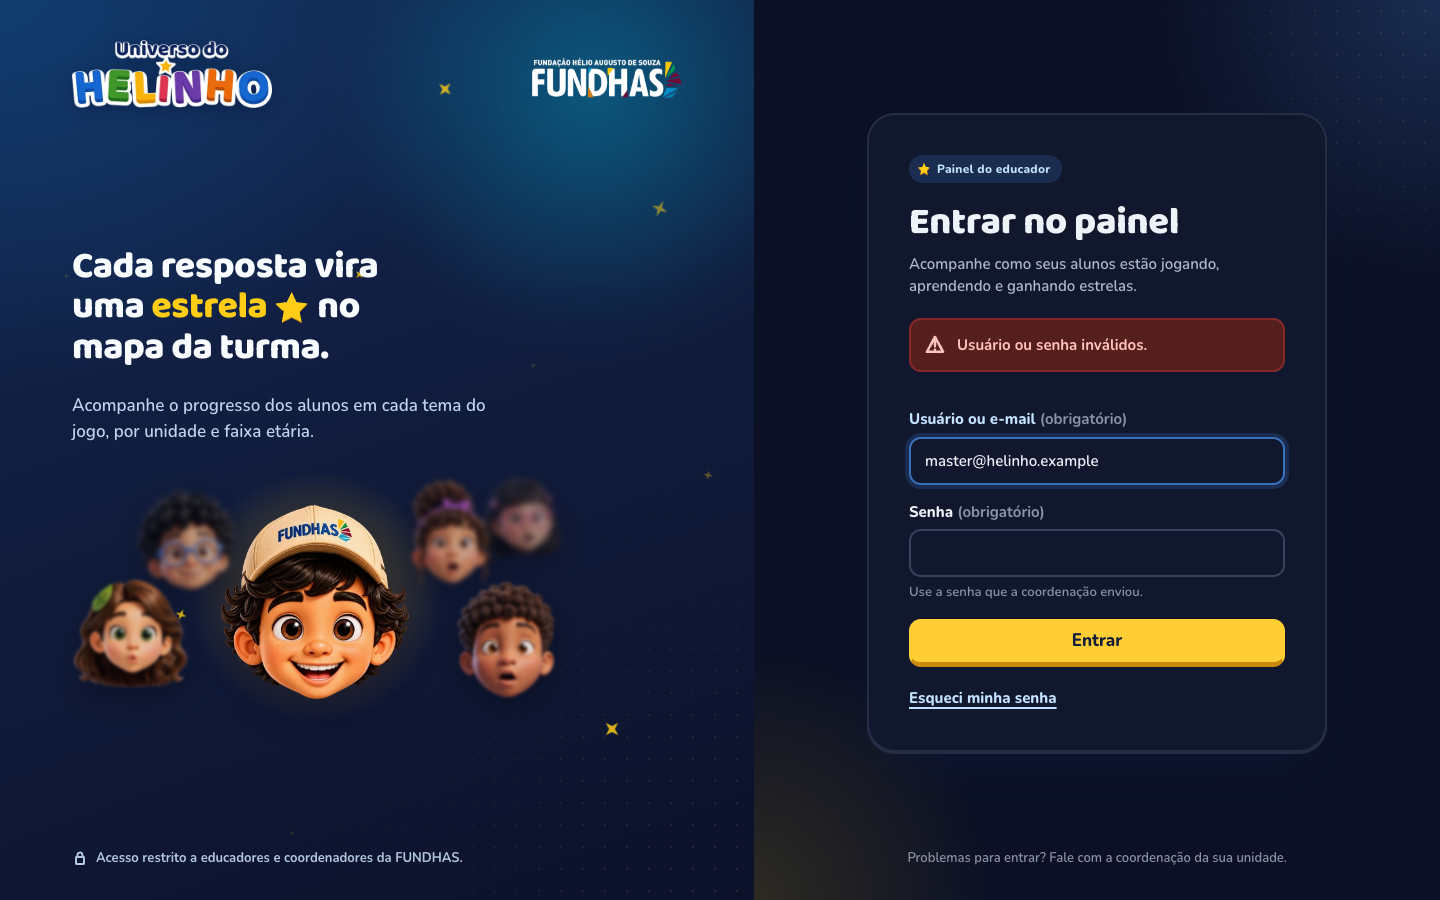 Universo do
HELINHO
FUNDAÇÃO HÉLIO AUGUSTO DE SOUZA
FUNDHAS
Cada resposta vira
uma estrela no
mapa da turma.
Acompanhe o progresso dos alunos em cada tema do
jogo, por unidade e faixa etária.
FUNDHAS
Acesso restrito a educadores e coordenadores da FUNDHAS.
Painel do educador
Entrar no painel
Acompanhe como seus alunos estão jogando,
aprendendo e ganhando estrelas.
Usuário ou senha inválidos.
Usuário ou e-mail (obrigatório)
master@helinho.example
Senha (obrigatório)
Use a senha que a coordenação enviou.
Entrar
Esqueci minha senha
Problemas para entrar? Fale com a coordenação da sua unidade.